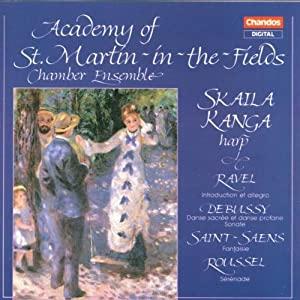 Chandos
DIGITAL
Academy of
St. Martin-in-the-Fields
Chamber Ensemble
SKAILA
KANGA
harp
RAVEL
Introduction et allegro
DEBUSSY
Danse sacrée et danse profane
Sonate
SAINT-SAENS
Fantaisie
ROUSSEL
Sérénade